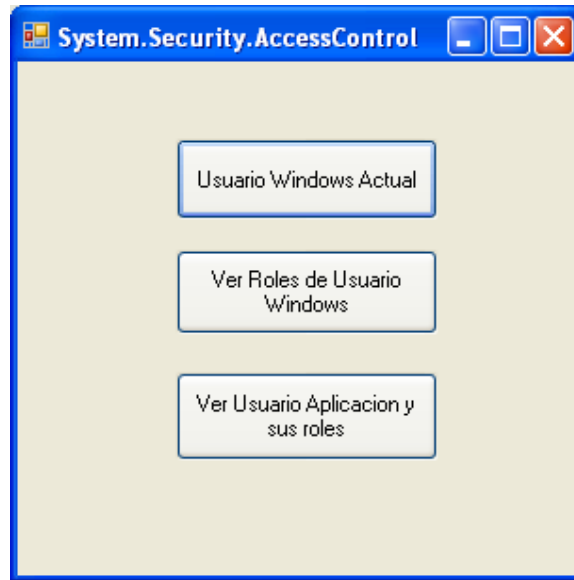 System.Security.AccessControl
Usuario Windows Actual
Ver Roles de Usuario
Windows
Ver Usuario Aplicacion y
sus roles